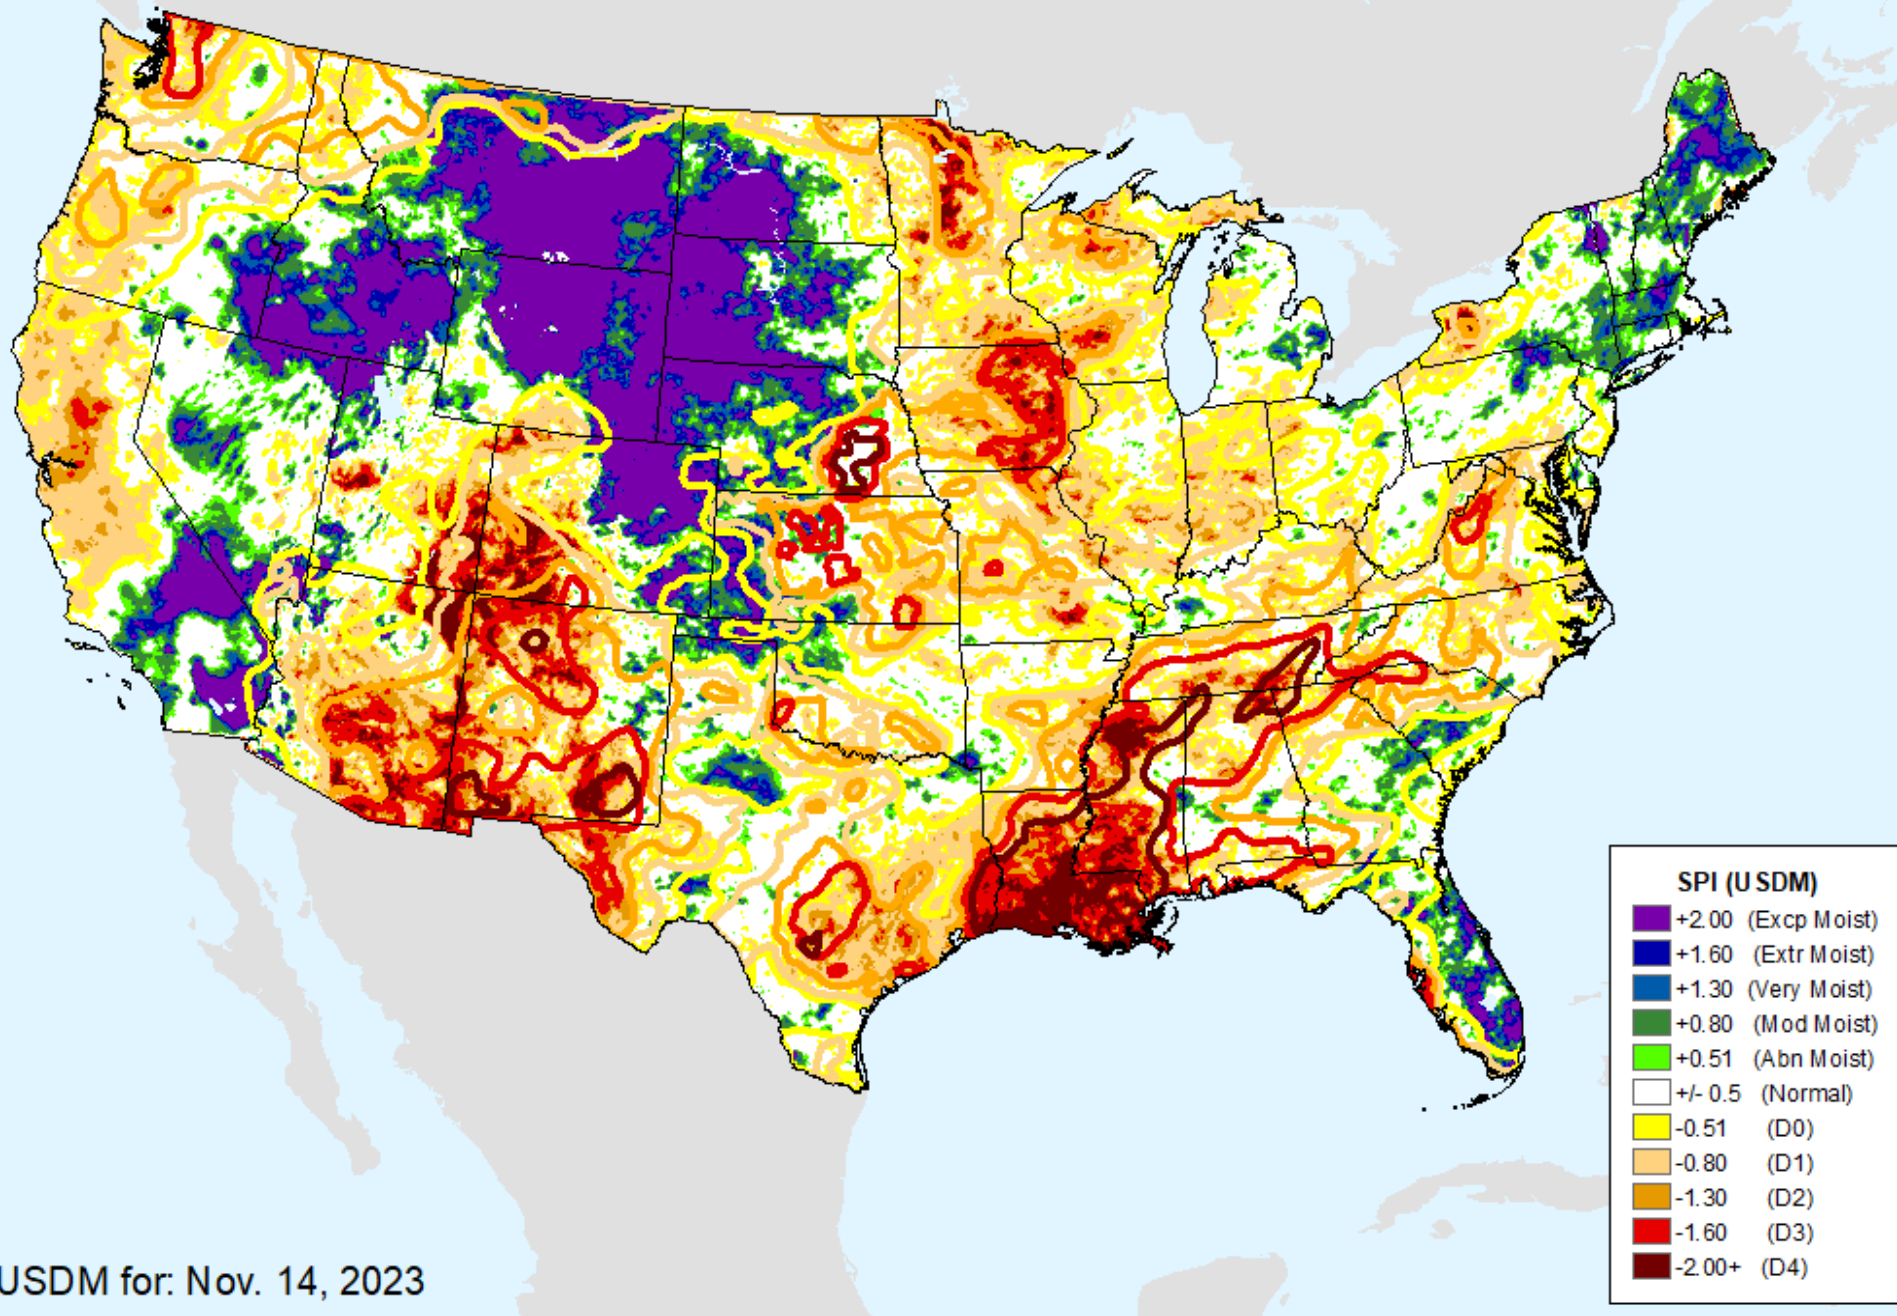 SPI (USDM)
+2.00 (Excp Moist)
+1.60 (Extr Moist)
+1.30 (Very Moist)
+0.80 (Mod Moist)
+0.51 (Abn Moist)
+/- 0.5 (Normal)
-0.51 (D0)
-0.80 (D1)
-1.30 (D2)
-1.60 (D3)
-2.00+ (D4)
USDM for: Nov. 14, 2023